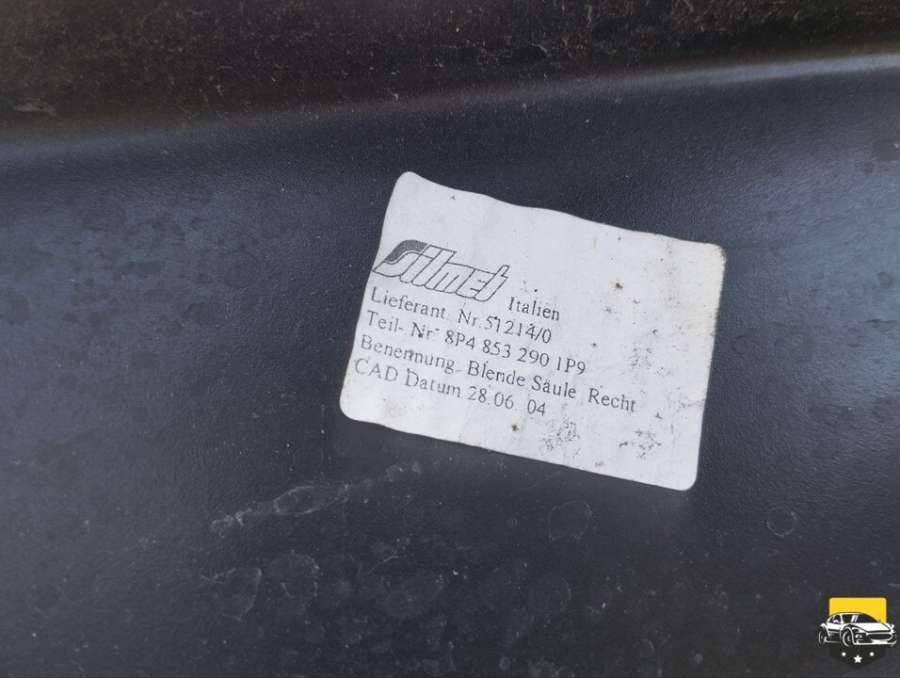 Silmet Italien
Lieferant Nr.51214/0
Teil- Nr. 8P4 853 290 1P9
Benennung. Blende Säule Recht
CAD Datum 28.06 04